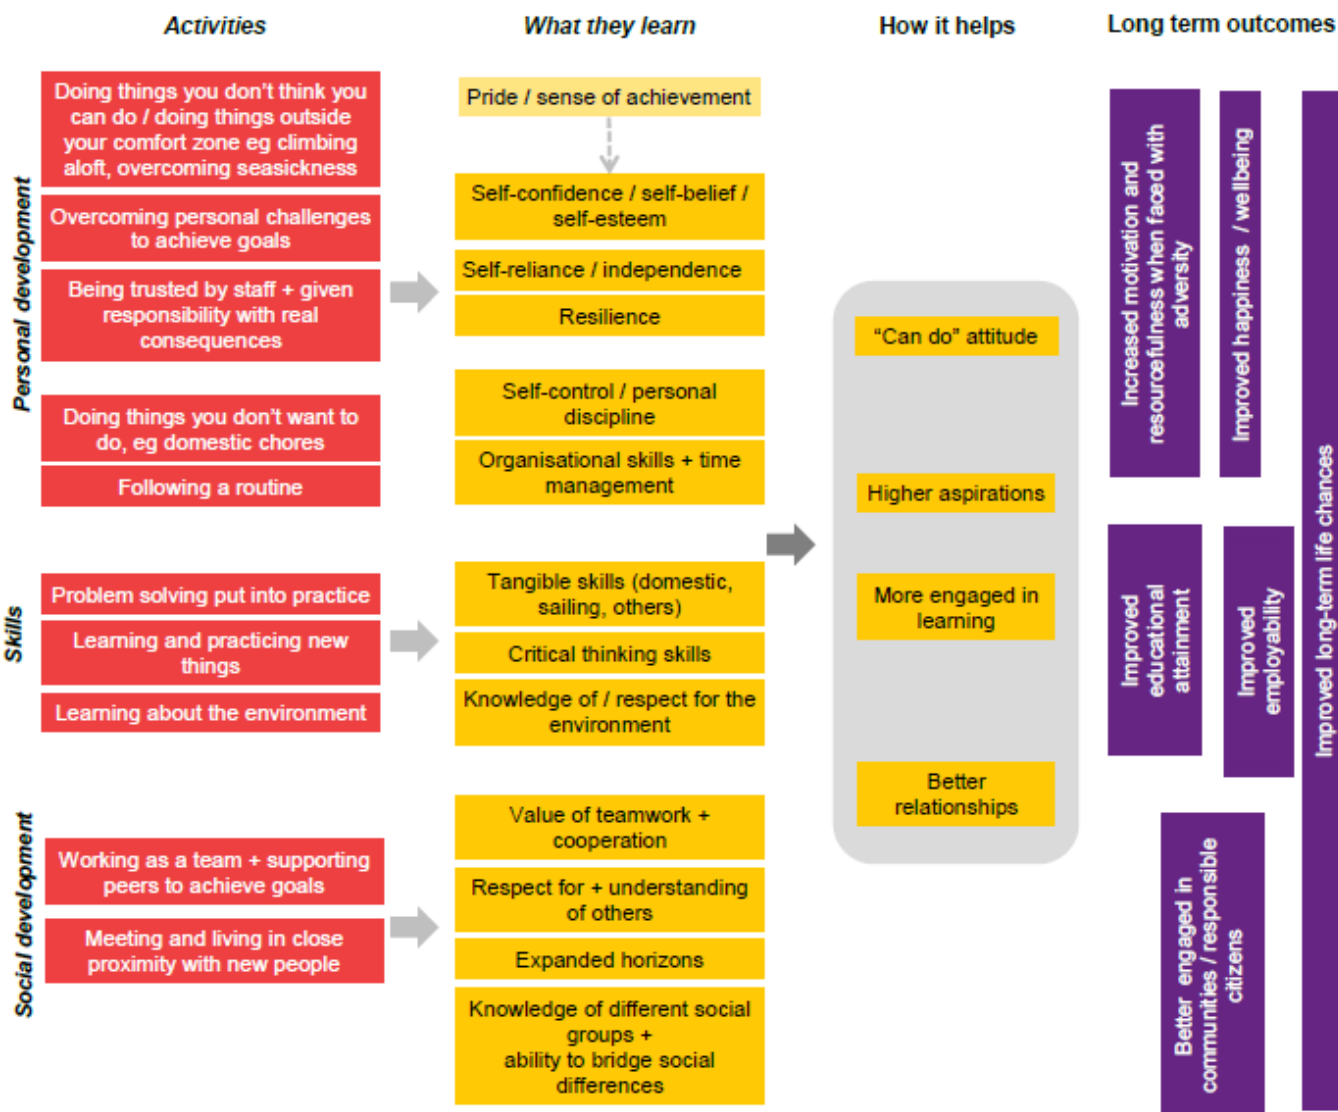 Activities
What they learn
How it helps
Long term outcomes
Personal development
Doing things you don't think you
can do / doing things outside
your comfort zone eg climbing
aloft, overcoming seasickness
Overcoming personal challenges
to achieve goals
Being trusted by staff + given
responsibility with real
consequences
Doing things you don't want to
do, eg domestic chores
Following a routine
Pride / sense of achievement
Self-confidence / self-belief /
self-esteem
Self-reliance / independence
Resilience
Self-control / personal
discipline
Organisational skills + time
management
Skills
Problem solving put into practice
Learning and practicing new
things
Learning about the environment
Tangible skills (domestic,
sailing, others)
Critical thinking skills
Knowledge of / respect for the
environment
Social development
Working as a team + supporting
peers to achieve goals
Meeting and living in close
proximity with new people
Value of teamwork +
cooperation
Respect for + understanding
of others
Expanded horizons
Knowledge of different social
groups +
ability to bridge social
differences
“Can do” attitude
Higher aspirations
More engaged in
learning
Better
relationships
Increased motivation and
resourcefulness when faced with
adversity
Improved happiness / wellbeing
Improved
educational
attainment
Improved
employability
Better engaged in
communities / responsible
citizens
Improved long-term life chances